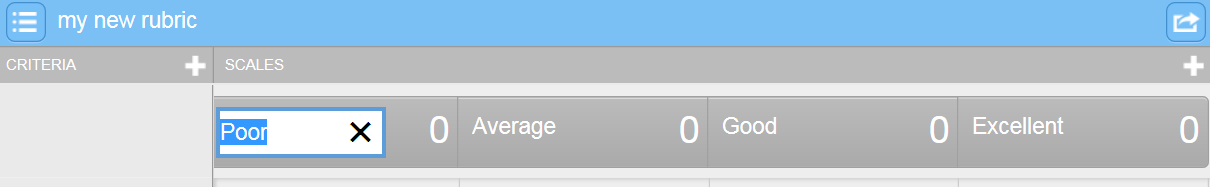 my new rubric
CRITERIA SCALES
Poor 0 Average 0 Good 0 Excellent 0